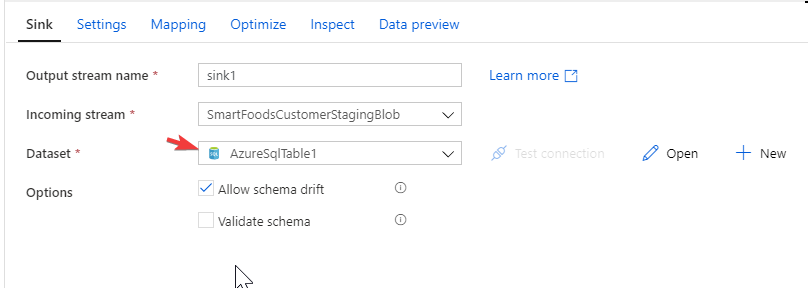 Sink Settings Mapping Optimize Inspect Data preview
Output stream name * sink1 Learn more
Incoming stream * SmartFoodsCustomerStagingBlob
Dataset * AzureSqlTable1 Test connection Open New
Options Allow schema drift
Validate schema